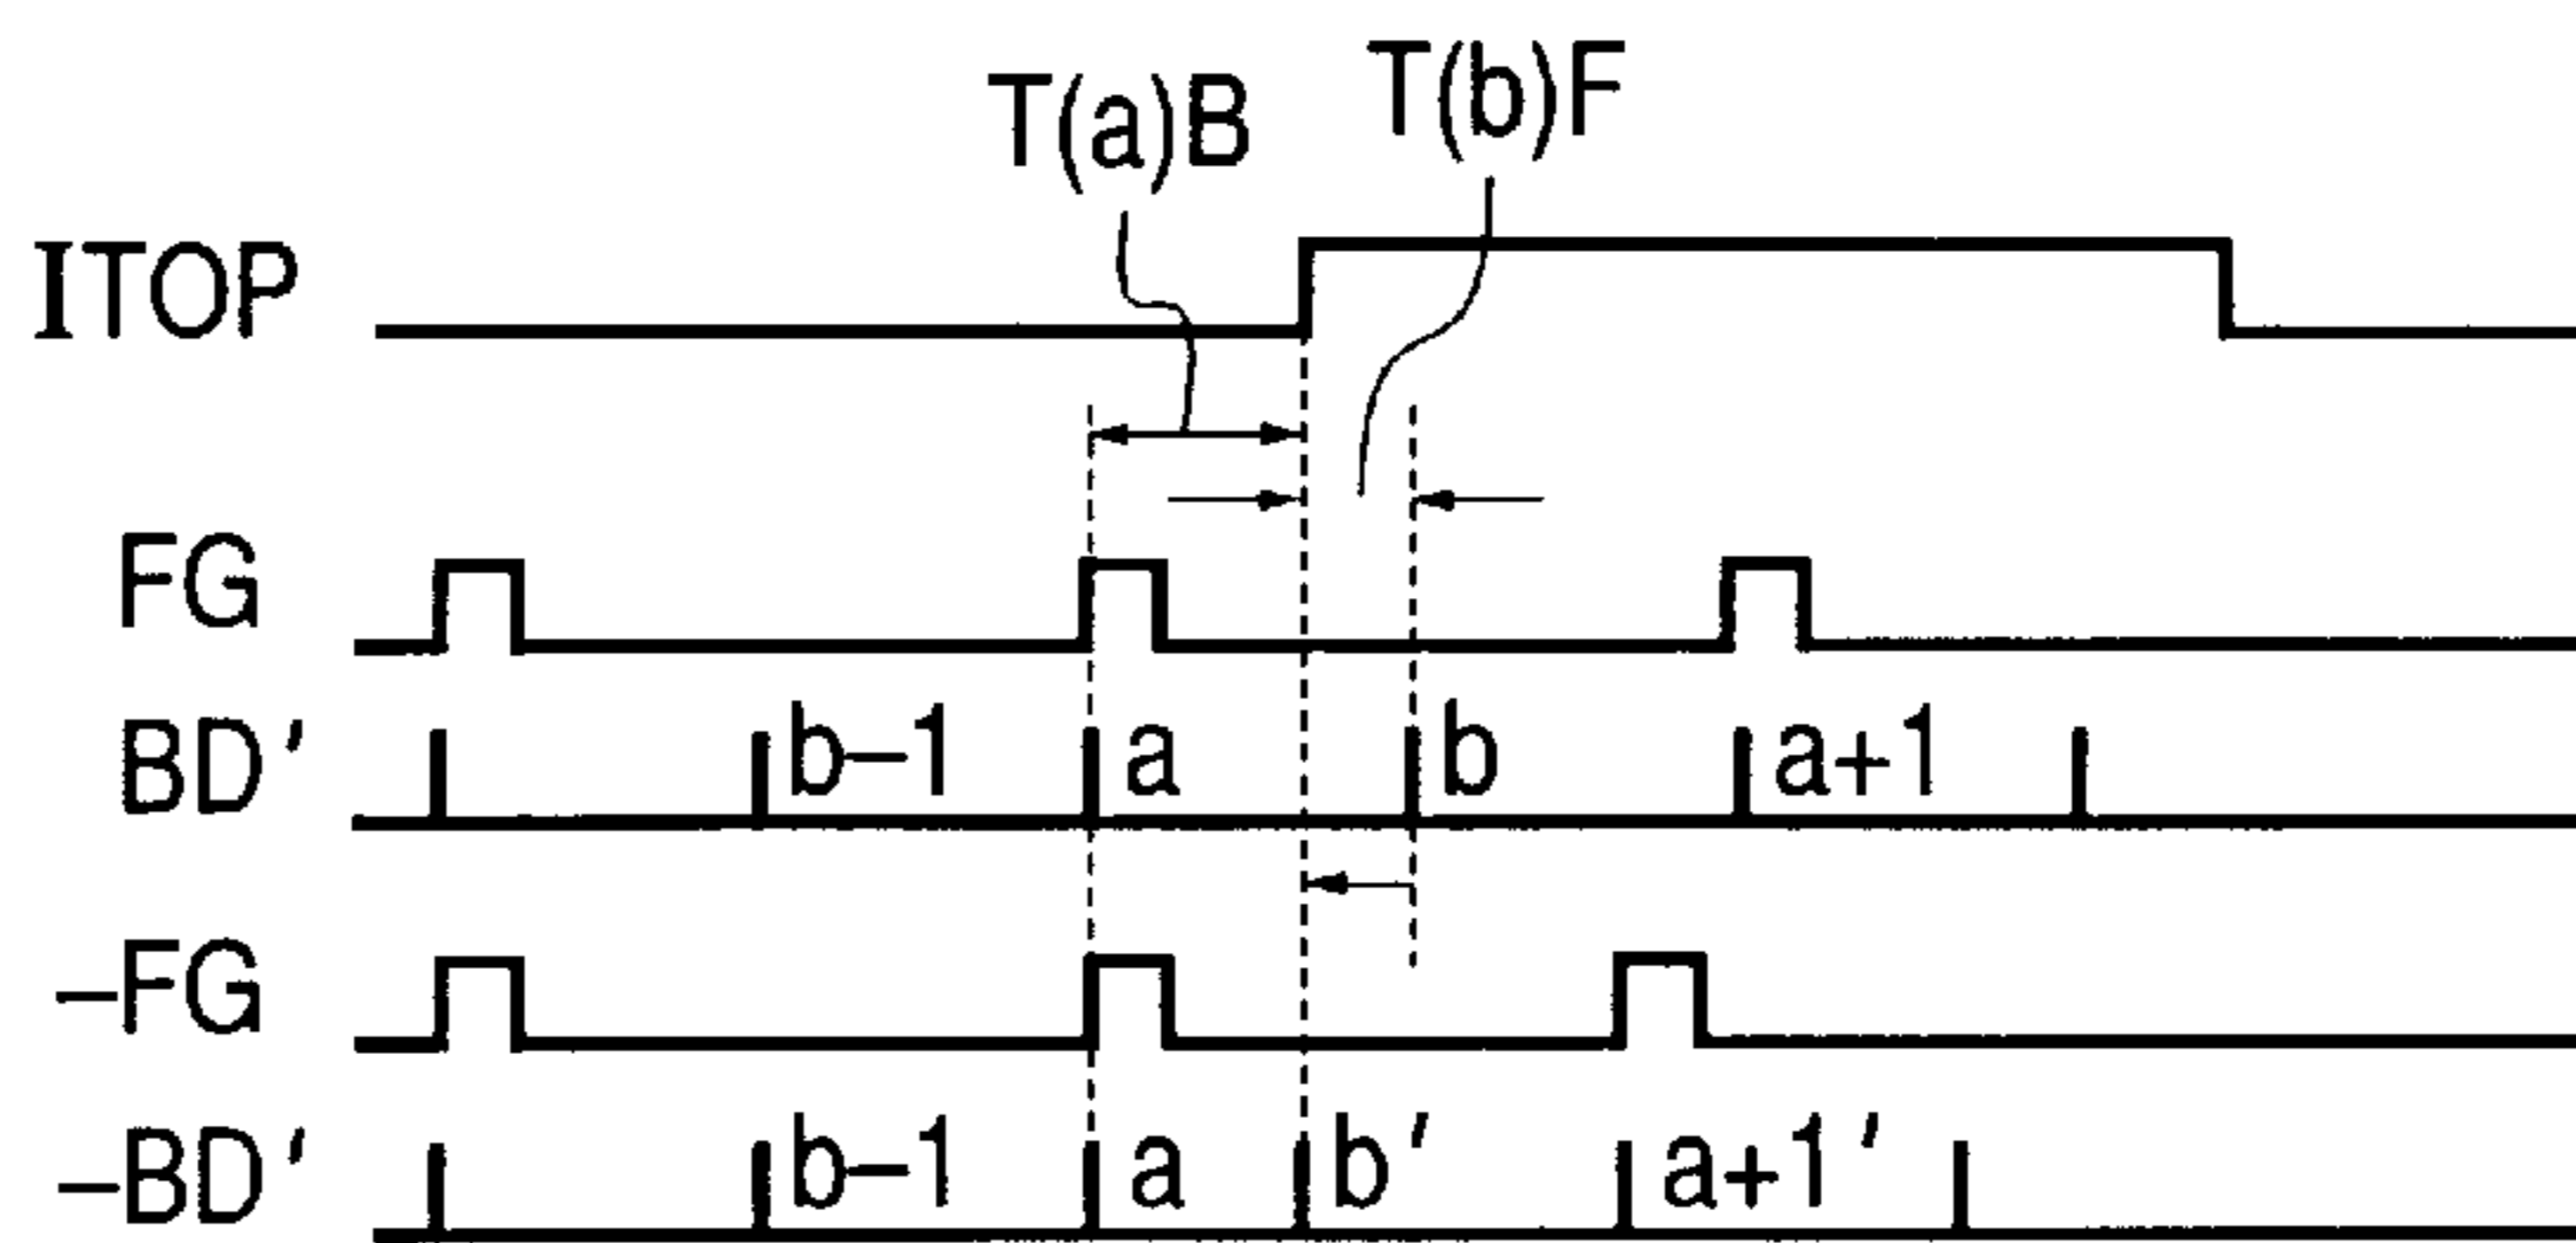 T(a)B T(b)F
ITOP
FG
BD' b-1 a b a+1
-FG
-BD' b-1 a b' a+1'